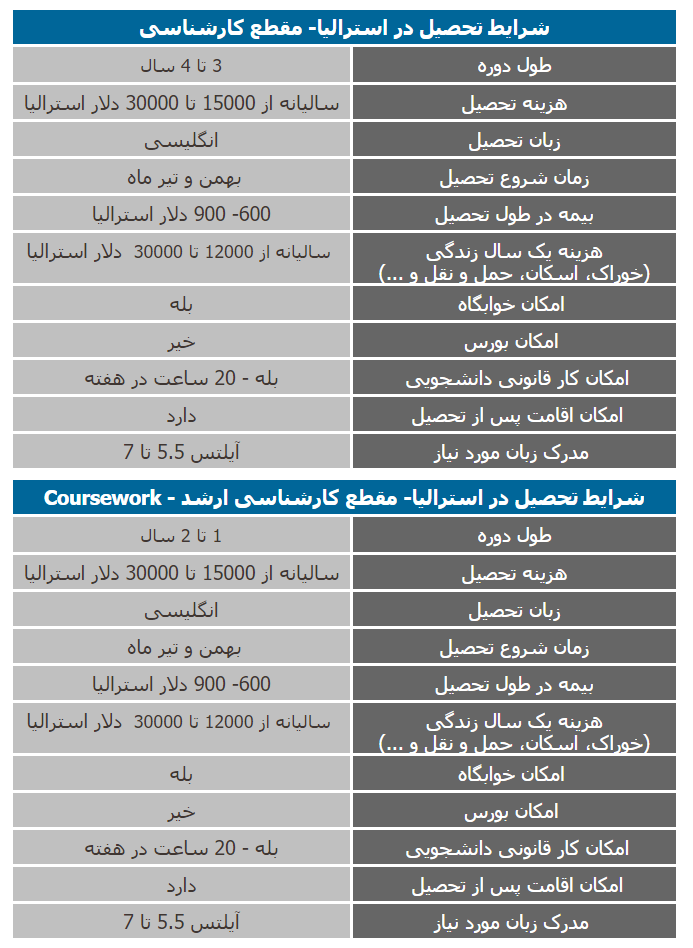 شرایط تحصیل در استرالیا- مقطع کارشناسی
طول دوره
3 تا 4 سال
هزینه تحصیل
سالیانه از 15000 تا 30000 دلار استرالیا
زبان تحصیل
انگلیسی
زمان شروع تحصیل
بهمن و تیر ماه
بیمه در طول تحصیل
600- 900 دلار استرالیا
هزینه یک سال زندگی
(خوراک، اسکان، حمل و نقل و ...)
سالیانه از 12000 تا 30000 دلار استرالیا
امکان خوابگاه
بله
امکان بورس
خیر
امکان کار قانونی دانشجویی
بله - 20 ساعت در هفته
امکان اقامت پس از تحصیل
دارد
مدرک زبان مورد نیاز
آیلتس 5.5 تا 7
شرایط تحصیل در استرالیا- مقطع کارشناسی ارشد - Coursework
طول دوره
1 تا 2 سال
هزینه تحصیل
سالیانه از 15000 تا 30000 دلار استرالیا
زبان تحصیل
انگلیسی
زمان شروع تحصیل
بهمن و تیر ماه
بیمه در طول تحصیل
600- 900 دلار استرالیا
هزینه یک سال زندگی
(خوراک، اسکان، حمل و نقل و ...)
سالیانه از 12000 تا 30000 دلار استرالیا
امکان خوابگاه
بله
امکان بورس
خیر
امکان کار قانونی دانشجویی
بله - 20 ساعت در هفته
امکان اقامت پس از تحصیل
دارد
مدرک زبان مورد نیاز
آیلتس 5.5 تا 7